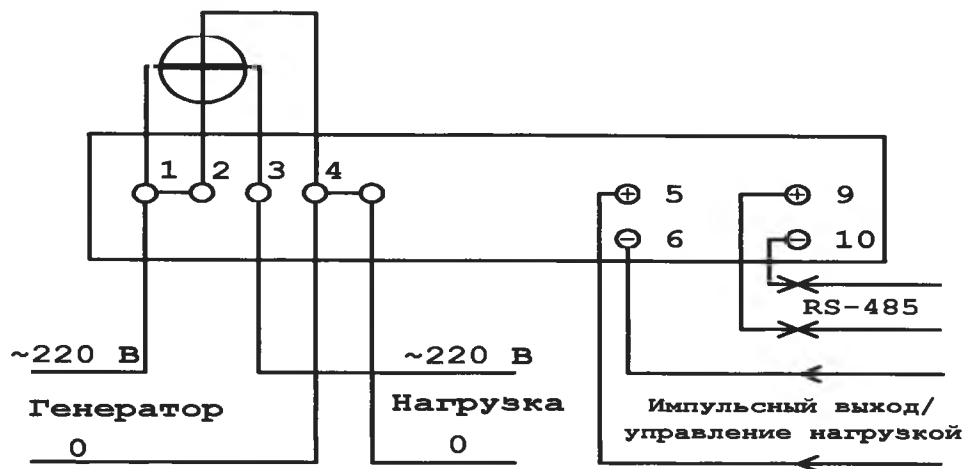 1 2 3 4
5 9
6 10
RS-485
~220 В ~220 В
Генератор Нагрузка
0 0
Импульсный выход/
управление нагрузкой